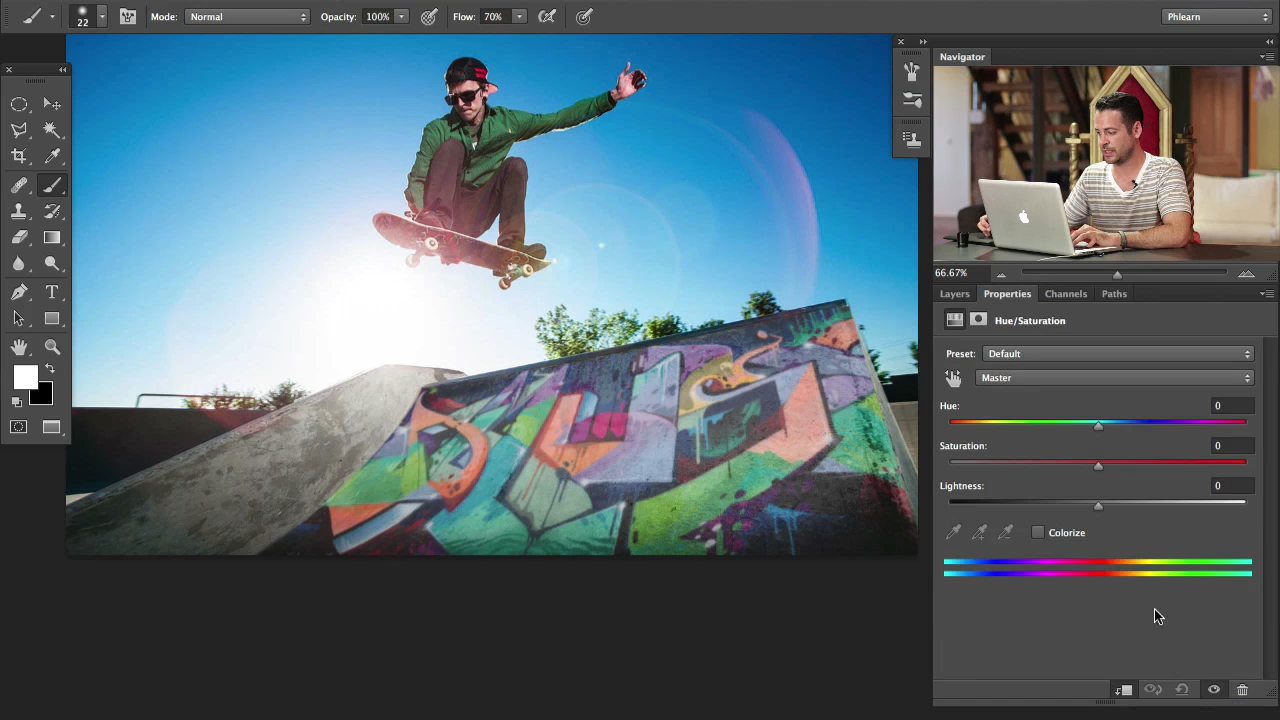 22 Mode: Normal Opacity: 100% Flow: 70% Phlearn
Navigator
66.67%
Layers Properties Channels Paths
Hue/Saturation
Preset: Default
Master
Hue: 0
Saturation: 0
Lightness: 0
Colorize